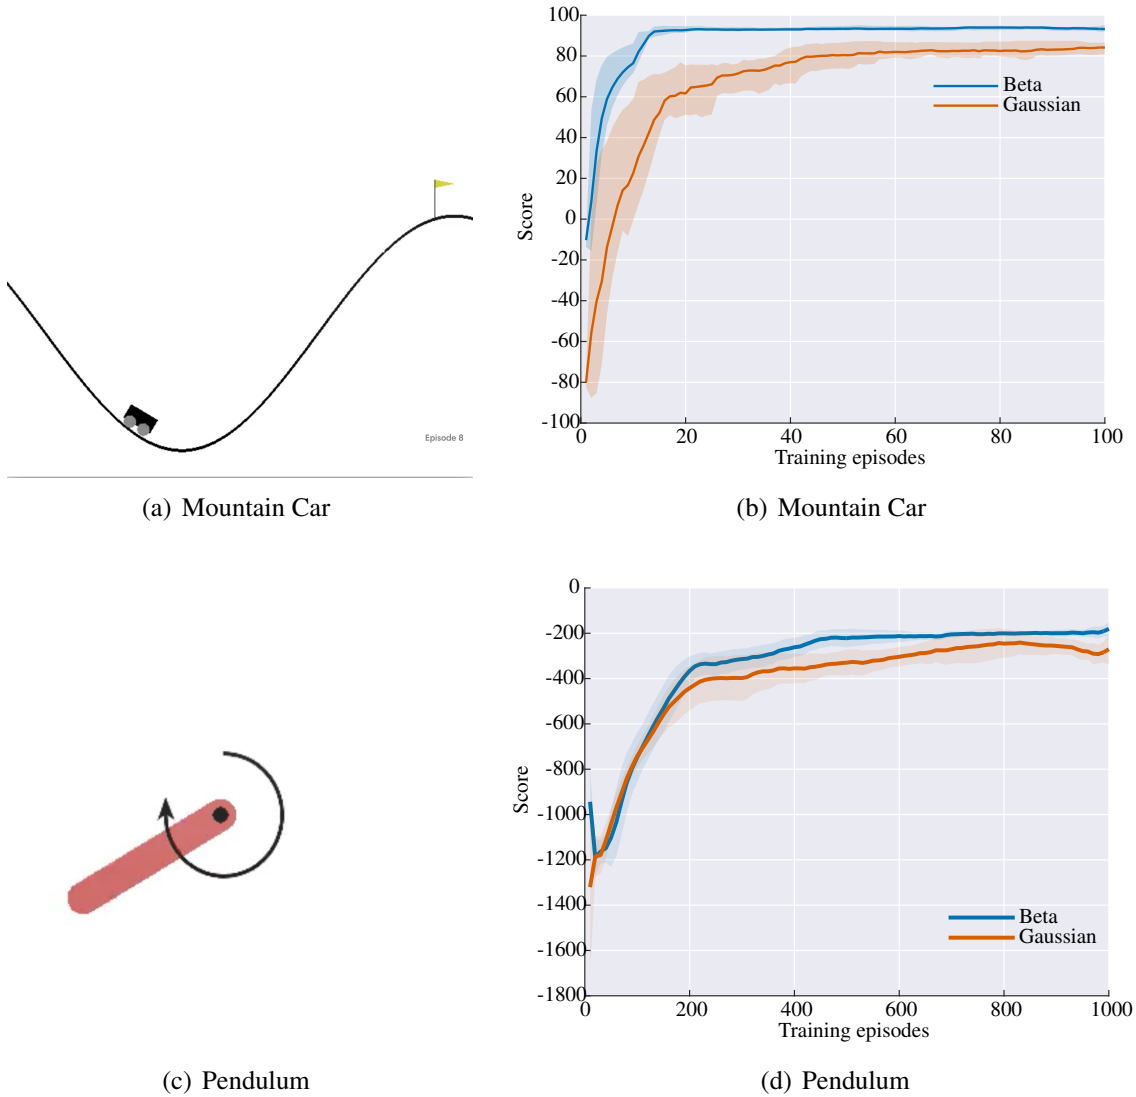 Episode 8
(a) Mountain Car
100
80
60
40
20
0
-20
-40
-60
-80
-100
Score
Beta
Gaussian
0 20 40 60 80 100
Training episodes
(b) Mountain Car
(c) Pendulum
0
-200
-400
-600
-800
-1000
-1200
-1400
-1600
-1800
Score
Beta
Gaussian
0 200 400 600 800 1000
Training episodes
(d) Pendulum